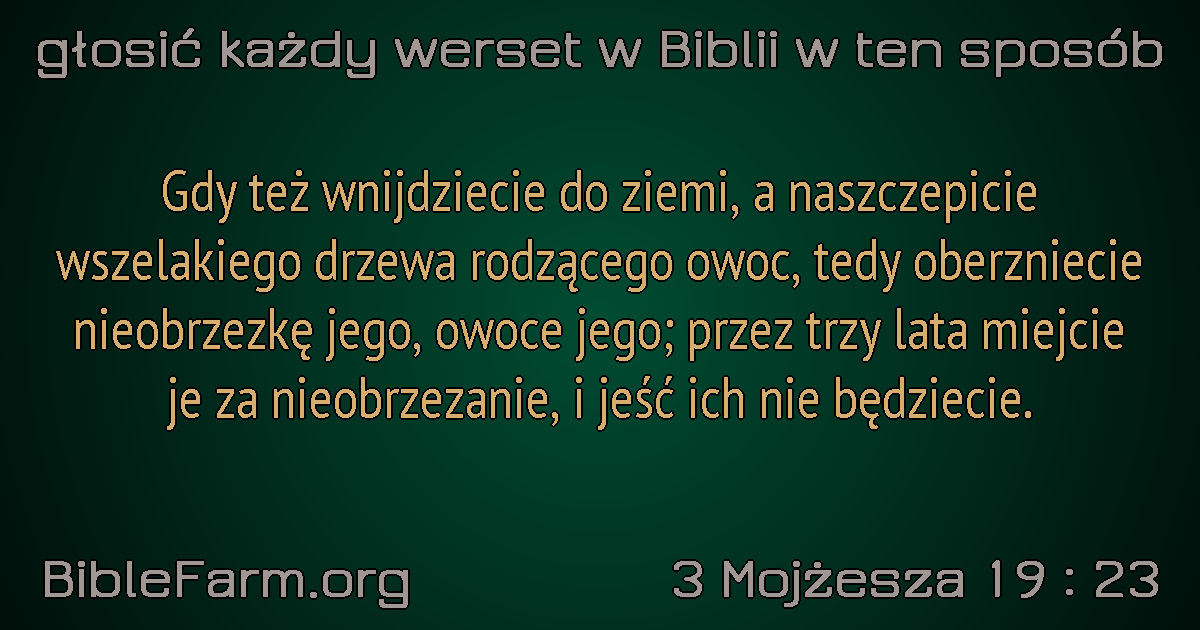 głosić każdy werset w Biblii w ten sposób
Gdy też wnijdziecie do ziemi, a naszczepicie
wszelakiego drzewa rodzącego owoc, tedy oberzniecie
nieobrzezkę jego, owoce jego; przez trzy lata miejcie
je za nieobrzezanie, i jeść ich nie będziecie.
BibleFarm.org
3 Mojżesza 19 : 23